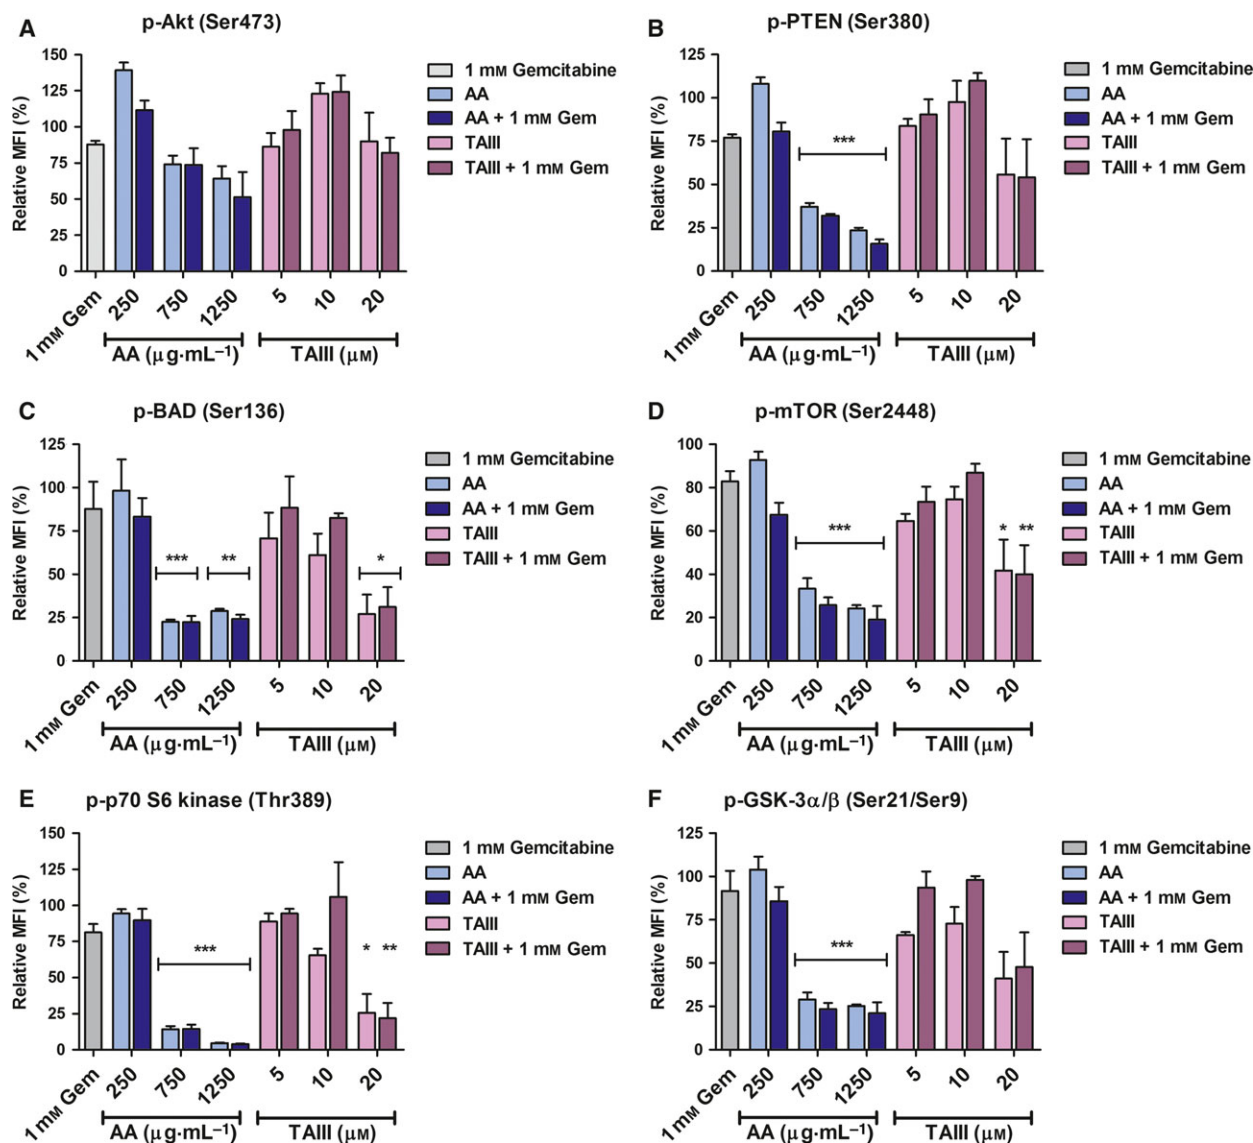 A
p-Akt (Ser473)
Relative MFI (%)
150
125
100
75
50
25
0
***
1 mM Gem
250
750
1250
5
10
20
AA (μg·mL⁻¹)
TAIII (μM)
1 mM Gemcitabine
AA
AA + 1 mM Gem
TAIII
TAIII + 1 mM Gem
B
p-PTEN (Ser380)
Relative MFI (%)
125
100
75
50
25
0
***
1 mM Gem
250
750
1250
5
10
20
AA (μg·mL⁻¹)
TAIII (μM)
1 mM Gemcitabine
AA
AA + 1 mM Gem
TAIII
TAIII + 1 mM Gem
C
p-BAD (Ser136)
Relative MFI (%)
125
100
75
50
25
0
***
**
*
1 mM Gem
250
750
1250
5
10
20
AA (μg·mL⁻¹)
TAIII (μM)
1 mM Gemcitabine
AA
AA + 1 mM Gem
TAIII
TAIII + 1 mM Gem
D
p-mTOR (Ser2448)
Relative MFI (%)
100
80
60
40
20
0
***
* **
1 mM Gem
250
750
1250
5
10
20
AA (μg·mL⁻¹)
TAIII (μM)
1 mM Gemcitabine
AA
AA + 1 mM Gem
TAIII
TAIII + 1 mM Gem
E
p-p70 S6 kinase (Thr389)
Relative MFI (%)
150
125
100
75
50
25
0
***
* **
1 mM Gem
250
750
1250
5
10
20
AA (μg·mL⁻¹)
TAIII (μM)
1 mM Gemcitabine
AA
AA + 1 mM Gem
TAIII
TAIII + 1 mM Gem
F
p-GSK-3α/β (Ser21/Ser9)
Relative MFI (%)
125
100
75
50
25
0
***
1 mM Gem
250
750
1250
5
10
20
AA (μg·mL⁻¹)
TAIII (μM)
1 mM Gemcitabine
AA
AA + 1 mM Gem
TAIII
TAIII + 1 mM Gem